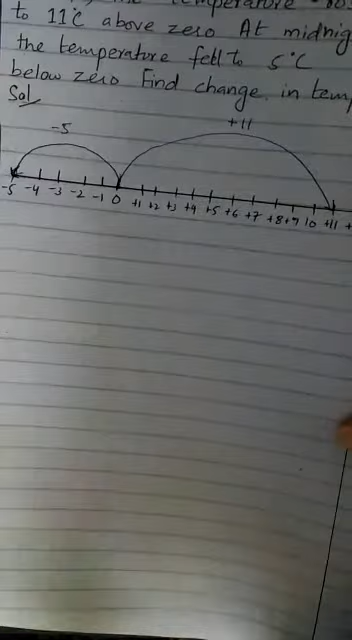 temperature
to 11°C above zero At midnig
the temperature fell to 5°C
below zero Find change in tem
Sol
-5 +11
-5 -4 -3 -2 -1 0 +1 +2 +3 +4 +5 +6 +7 +8 +9 10 +11 +